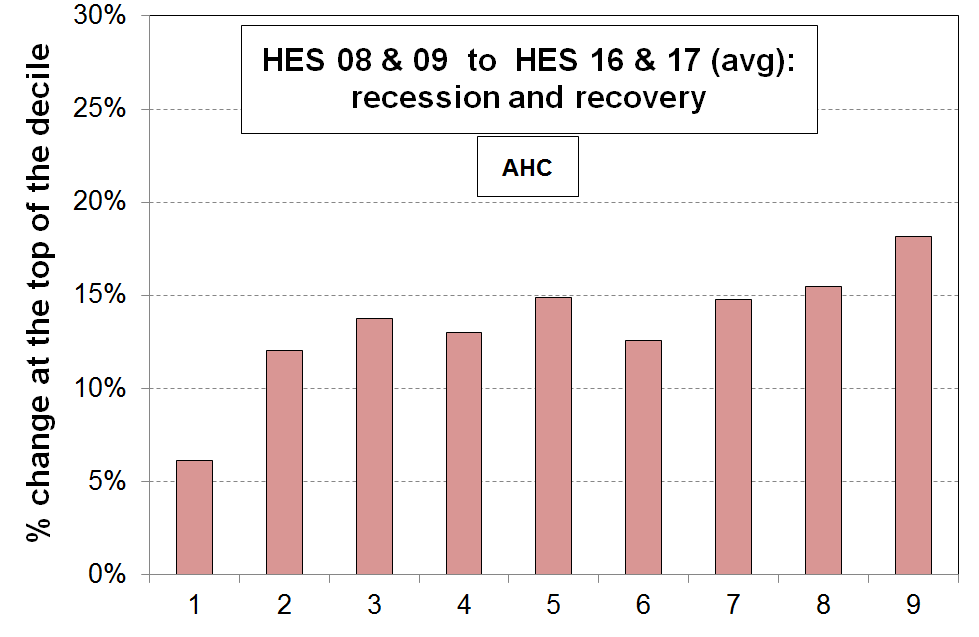 30%
HES 08 & 09 to HES 16 & 17 (avg):
recession and recovery
25%
AHC
20%
15%
10%
5%
0%
% change at the top of the decile
1 2 3 4 5 6 7 8 9